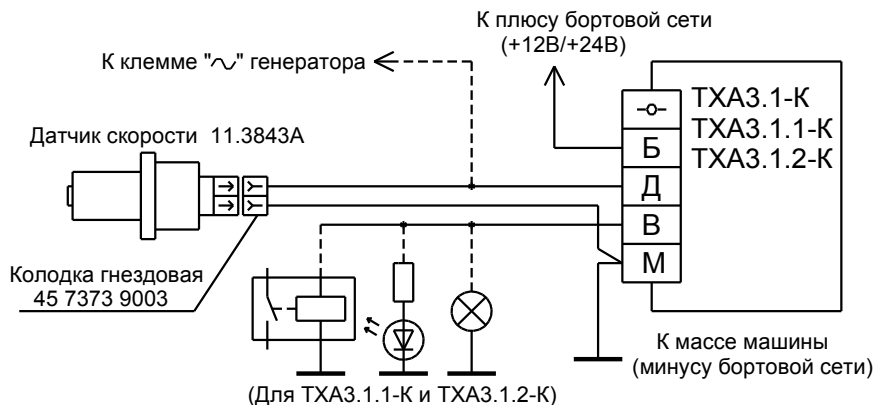 К плюсу бортовой сети
(+12В/+24В)
К клемме "~" генератора
ТХА3.1-К
ТХА3.1.1-К
ТХА3.1.2-К
Датчик скорости 11.3843А
Б
Д
В
М
Колодка гнездовая
45 7373 9003
К массе машины
(минусу бортовой сети)
(Для ТХА3.1.1-К и ТХА3.1.2-К)